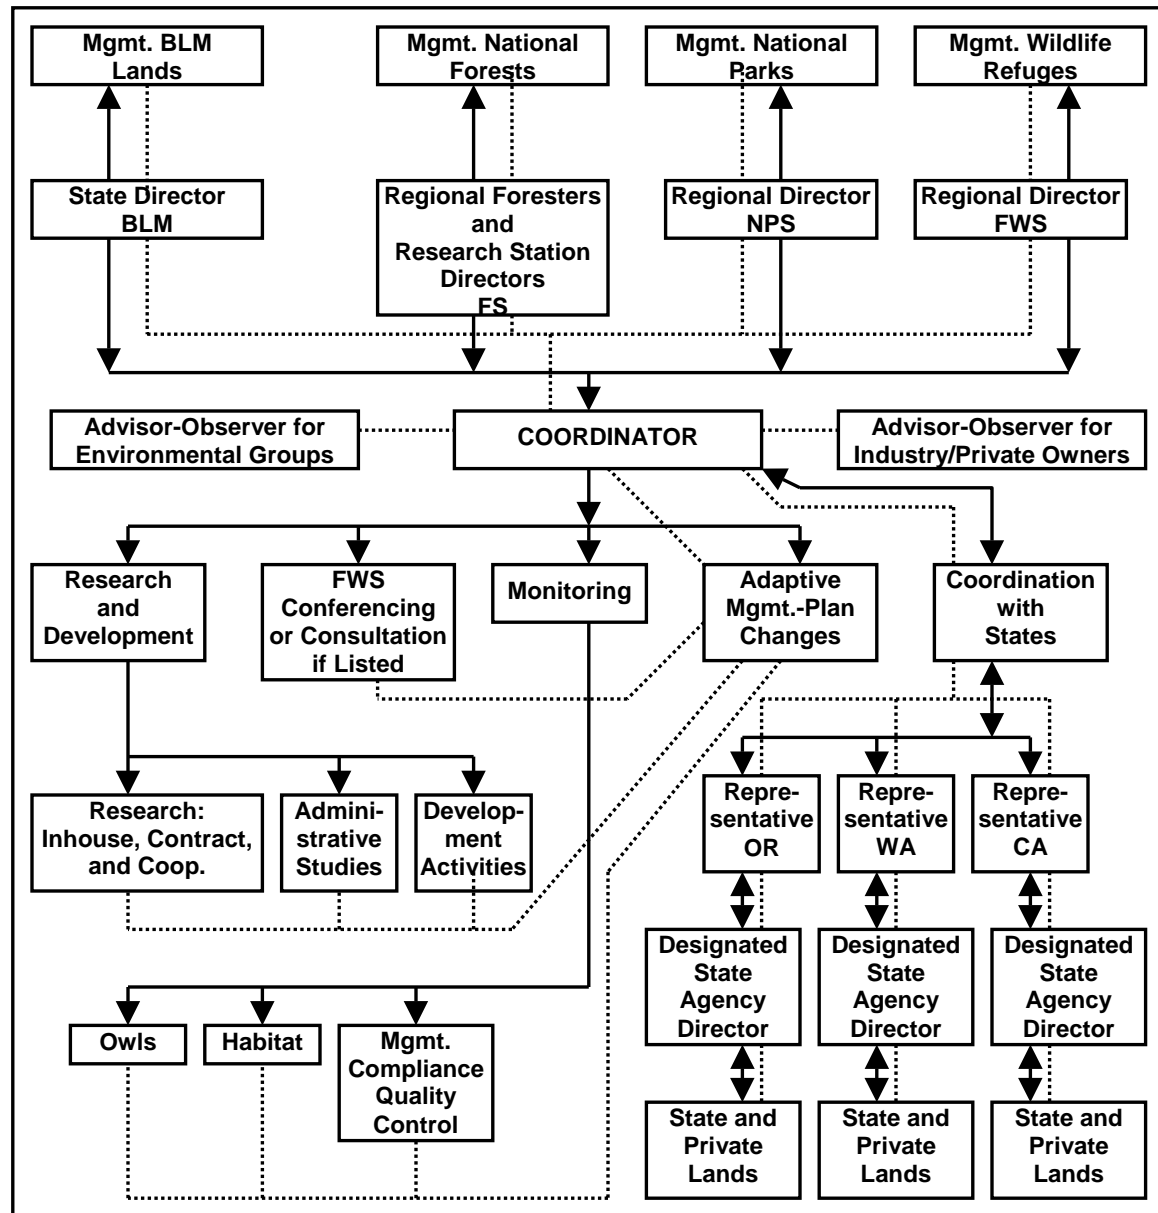 Mgmt. BLM
Lands
Mgmt. National
Forests
Mgmt. National
Parks
Mgmt. Wildlife
Refuges
State Director
BLM
Regional Foresters
and
Research Station
Directors
FS
Regional Director
NPS
Regional Director
FWS
Advisor-Observer for
Environmental Groups
COORDINATOR
Advisor-Observer for
Industry/Private Owners
Research
and
Development
FWS
Conferencing
or Consultation
if Listed
Monitoring
Adaptive
Mgmt.-Plan
Changes
Coordination
with
States
Research:
Inhouse, Contract,
and Coop.
Admini-
strative
Studies
Develop-
ment
Activities
Repre-
sentative
OR
Repre-
sentative
WA
Repre-
sentative
CA
Designated
State
Agency
Director
Designated
State
Agency
Director
Designated
State
Agency
Director
Owls
Habitat
Mgmt.
Compliance
Quality
Control
State and
Private
Lands
State and
Private
Lands
State and
Private
Lands